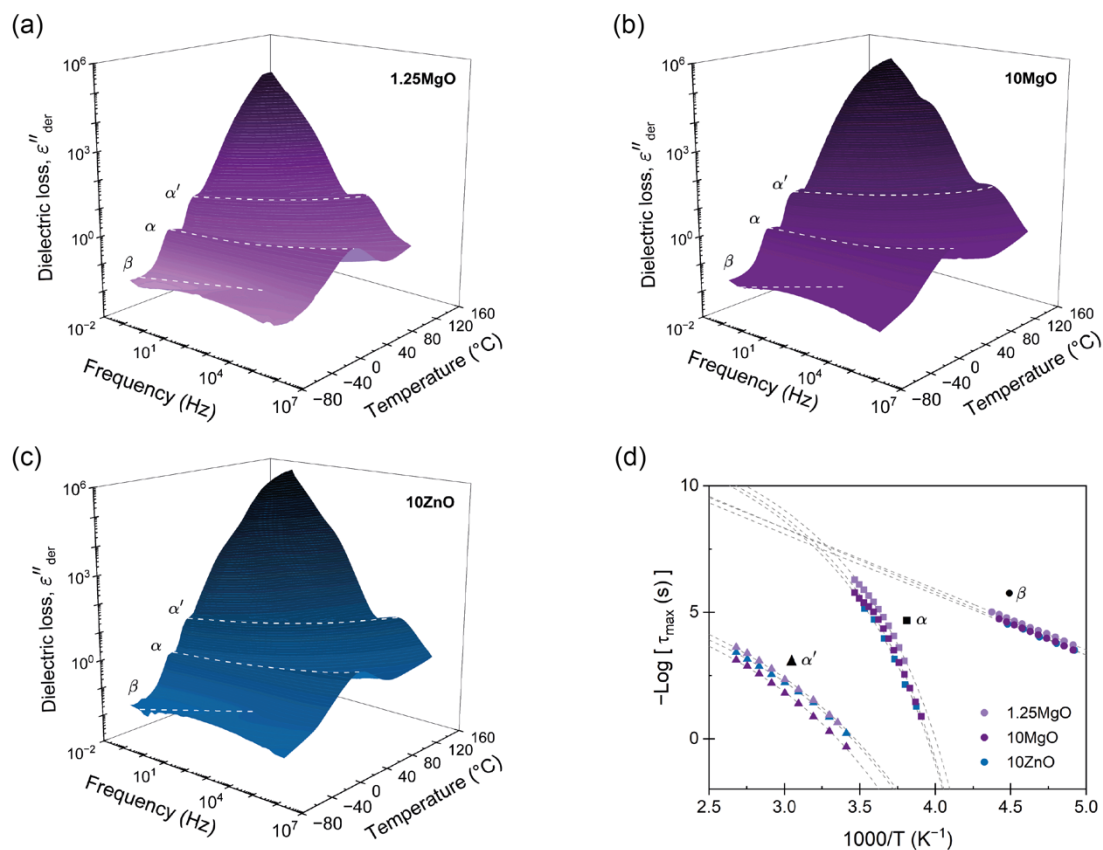 (a)
10⁶
10³
10⁰
10⁻²
Dielectric loss, ε″der
1.25MgO
α′
α
β
10¹
10⁴
10⁷
Frequency (Hz)
−80
−40
0
40
80
120
160
Temperature (°C)
(b)
10⁶
10³
10⁰
10⁻²
Dielectric loss, ε″der
10MgO
α′
α
β
10¹
10⁴
10⁷
Frequency (Hz)
−80
−40
0
40
80
120
160
Temperature (°C)
(c)
10⁶
10³
10⁰
10⁻²
Dielectric loss, ε″der
10ZnO
α′
α
β
10¹
10⁴
10⁷
Frequency (Hz)
−80
−40
0
40
80
120
160
Temperature (°C)
(d)
10
5
0
−Log [ τmax (s) ]
β
α
α′
1.25MgO
10MgO
10ZnO
2.5 3.0 3.5 4.0 4.5 5.0
1000/T (K⁻¹)